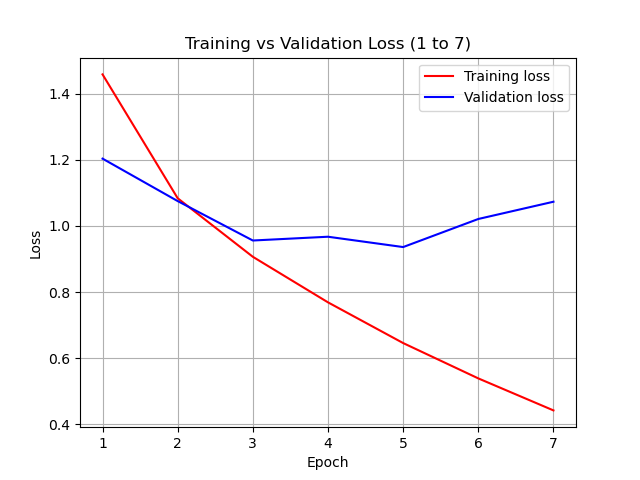 Training vs Validation Loss (1 to 7)
Training loss
Validation loss
Loss
1.4
1.2
1.0
0.8
0.6
0.4
1 2 3 4 5 6 7
Epoch